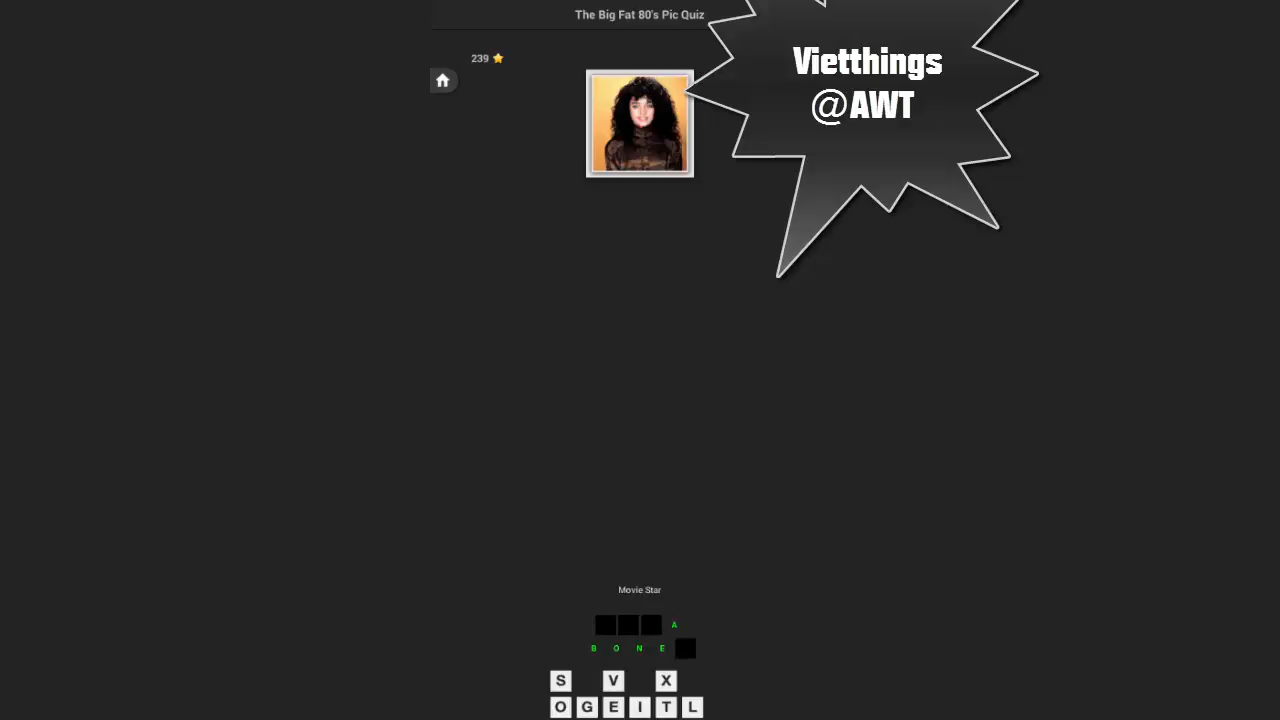 The Big Fat 80's Pic Quiz
239
Vietthings
@AWT
Movie Star
A
B O N E
S V X
O G E I T L